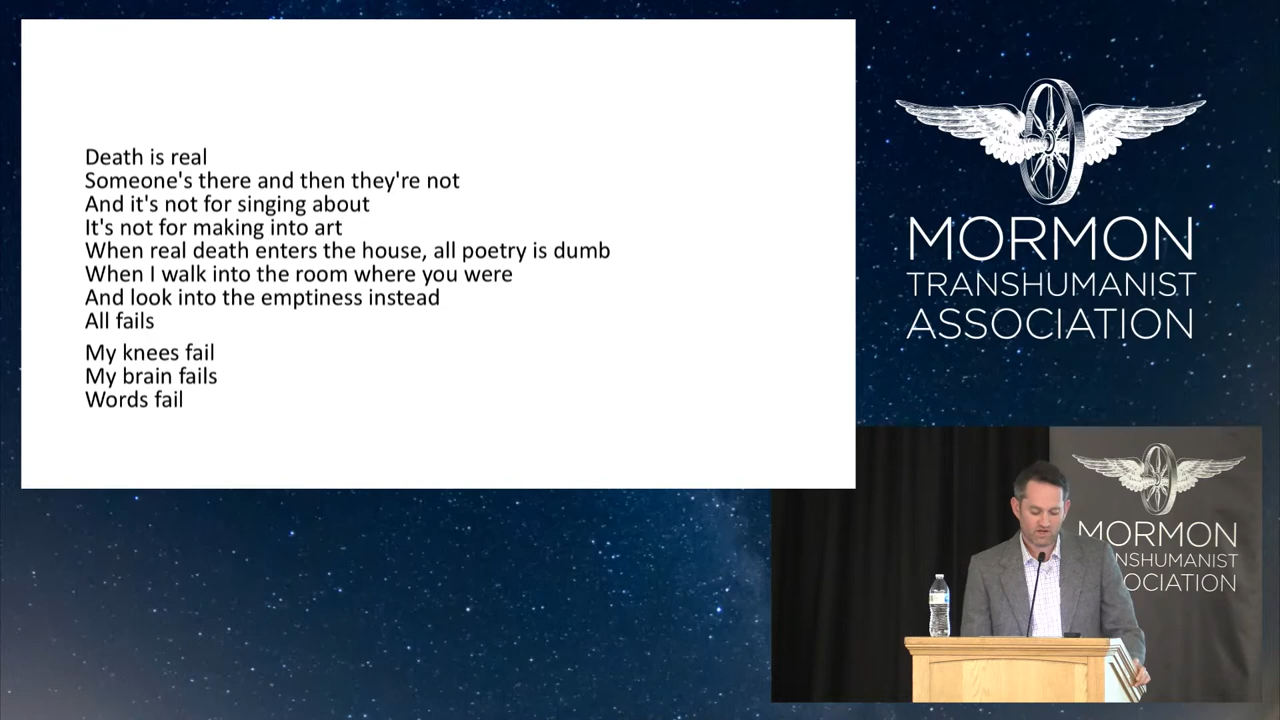 Death is real
Someone's there and then they're not
And it's not for singing about
It's not for making into art
When real death enters the house, all poetry is dumb
When I walk into the room where you were
And look into the emptiness instead
All fails
My knees fail
My brain fails
Words fail
MORMON
TRANSHUMANIST
ASSOCIATION
MORMON
NSHUMANIST
OCIATION